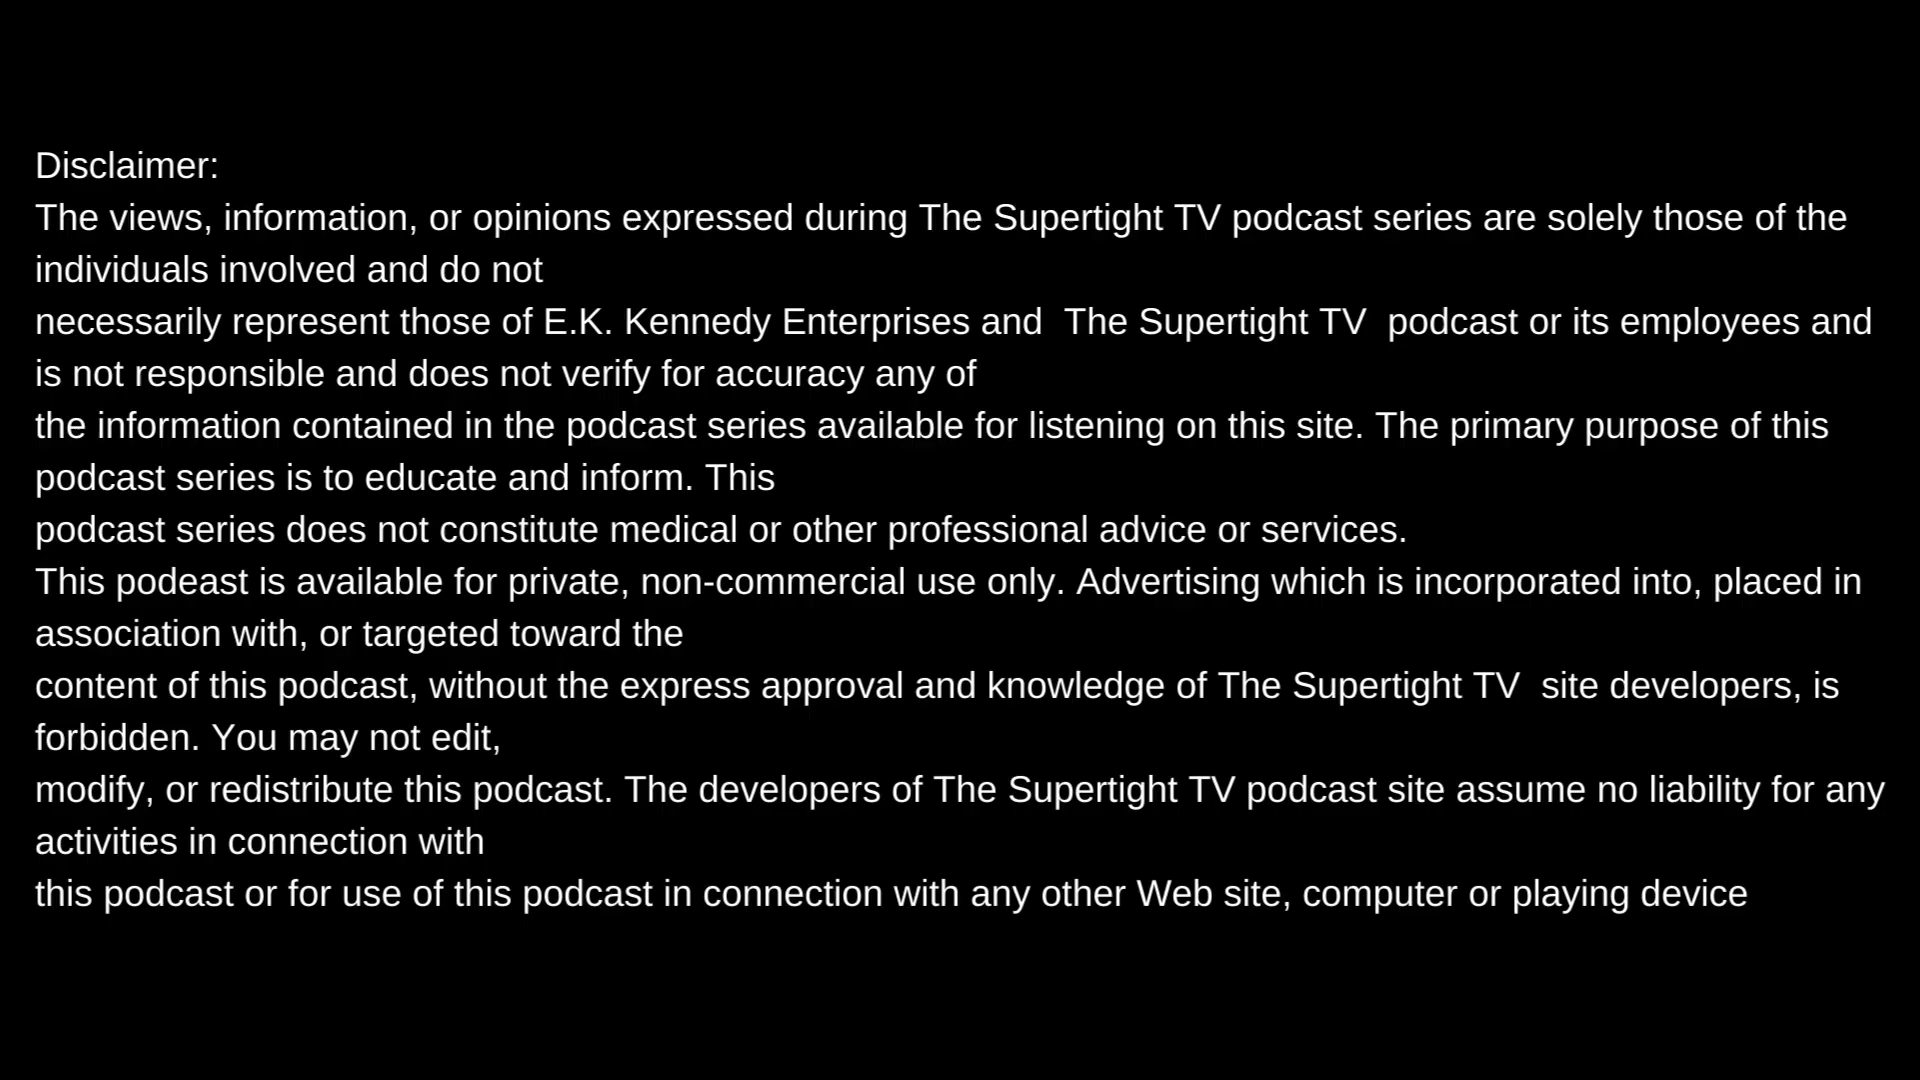 Disclaimer:
The views, information, or opinions expressed during The Supertight TV podcast series are solely those of the
individuals involved and do not
necessarily represent those of E.K. Kennedy Enterprises and  The Supertight TV  podcast or its employees and
is not responsible and does not verify for accuracy any of
the information contained in the podcast series available for listening on this site. The primary purpose of this
podcast series is to educate and inform. This
podcast series does not constitute medical or other professional advice or services.
This podeast is available for private, non-commercial use only. Advertising which is incorporated into, placed in
association with, or targeted toward the
content of this podcast, without the express approval and knowledge of The Supertight TV  site developers, is
forbidden. You may not edit,
modify, or redistribute this podcast. The developers of The Supertight TV podcast site assume no liability for any
activities in connection with
this podcast or for use of this podcast in connection with any other Web site, computer or playing device